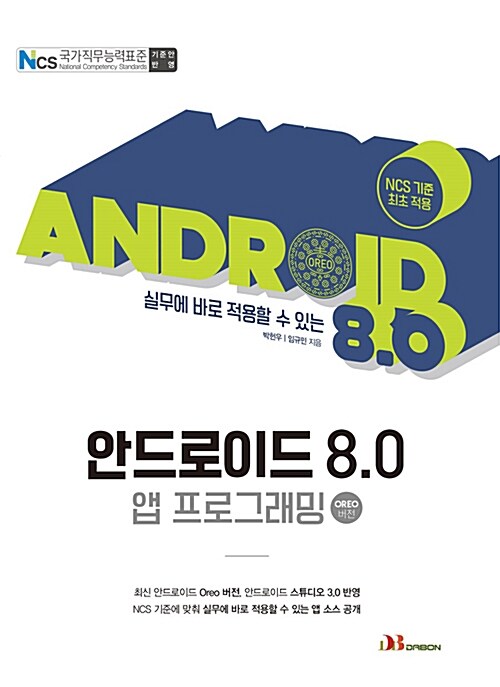 NCS 국가직무능력표준 기준안
National Competency Standards 반영
NCS 기준
최초 적용
ANDROID
OREO
8.0
실무에 바로 적용할 수 있는
박헌우 | 임규민 지음
안드로이드 8.0
앱 프로그래밍 OREO 버전
최신 안드로이드 Oreo 버전, 안드로이드 스튜디오 3.0 반영
NCS 기준에 맞춰 실무에 바로 적용할 수 있는 앱 소스 공개
DB DABON